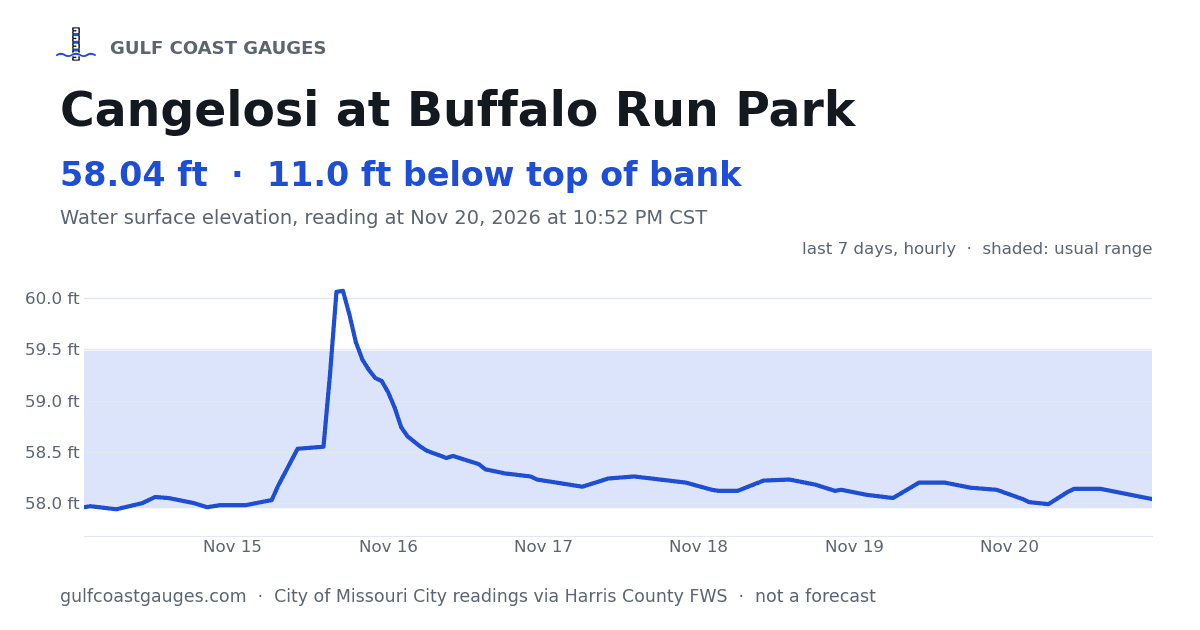 GULF COAST GAUGES
Cangelosi at Buffalo Run Park
58.04 ft · 11.0 ft below top of bank
Water surface elevation, reading at Nov 20, 2026 at 10:52 PM CST
last 7 days, hourly · shaded: usual range
60.0 ft
59.5 ft
59.0 ft
58.5 ft
58.0 ft
Nov 15 Nov 16 Nov 17 Nov 18 Nov 19 Nov 20
gulfcoastgauges.com · City of Missouri City readings via Harris County FWS · not a forecast